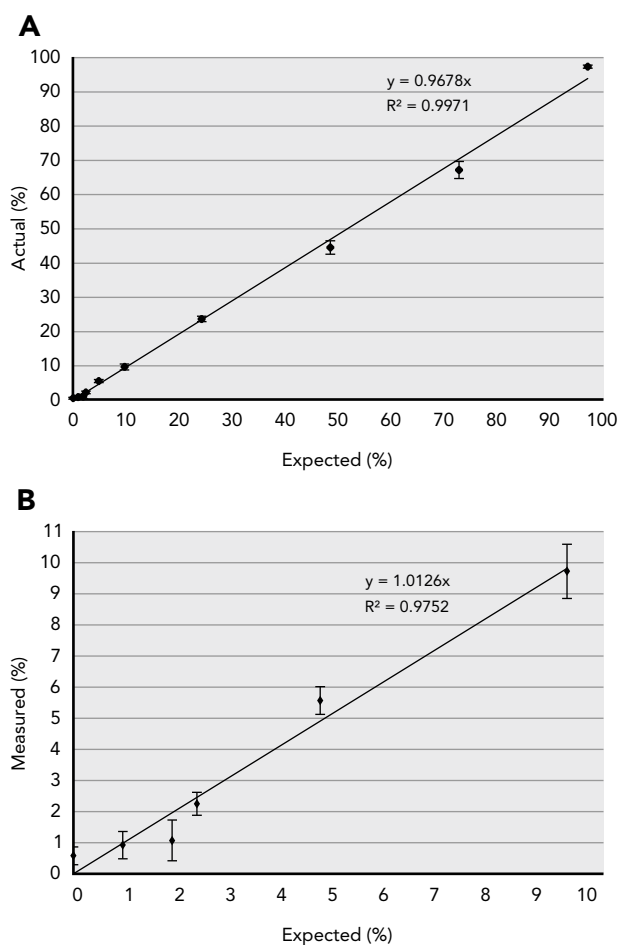 A
100
90
80
70
60
50
40
30
20
10
0
Actual (%)
y = 0.9678x
R² = 0.9971
0 10 20 30 40 50 60 70 80 90 100
Expected (%)
B
11
10
9
8
7
6
5
4
3
2
1
0
Measured (%)
y = 1.0126x
R² = 0.9752
0 1 2 3 4 5 6 7 8 9 10
Expected (%)